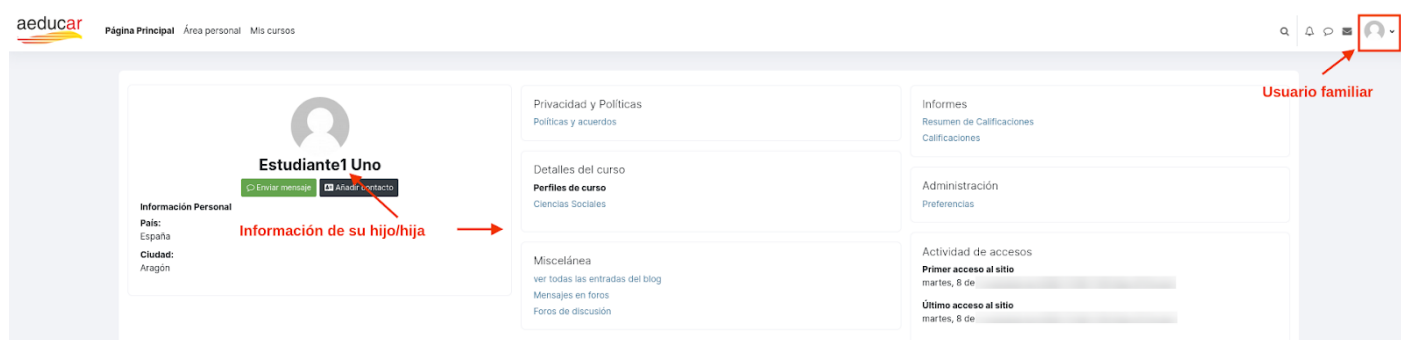 aeducar
Página Principal Área personal Mis cursos
Usuario familiar
Estudiante1 Uno
Enviar mensaje Añadir contacto
Información Personal
País:
España
Ciudad:
Aragón
Información de su hijo/hija
Privacidad y Políticas
Políticas y acuerdos
Detalles del curso
Perfiles de curso
Ciencias Sociales
Miscelánea
ver todas las entradas del blog
Mensajes en foros
Foros de discusión
Informes
Resumen de Calificaciones
Calificaciones
Administración
Preferencias
Actividad de accesos
Primer acceso al sitio
martes, 8 de
Último acceso al sitio
martes, 8 de